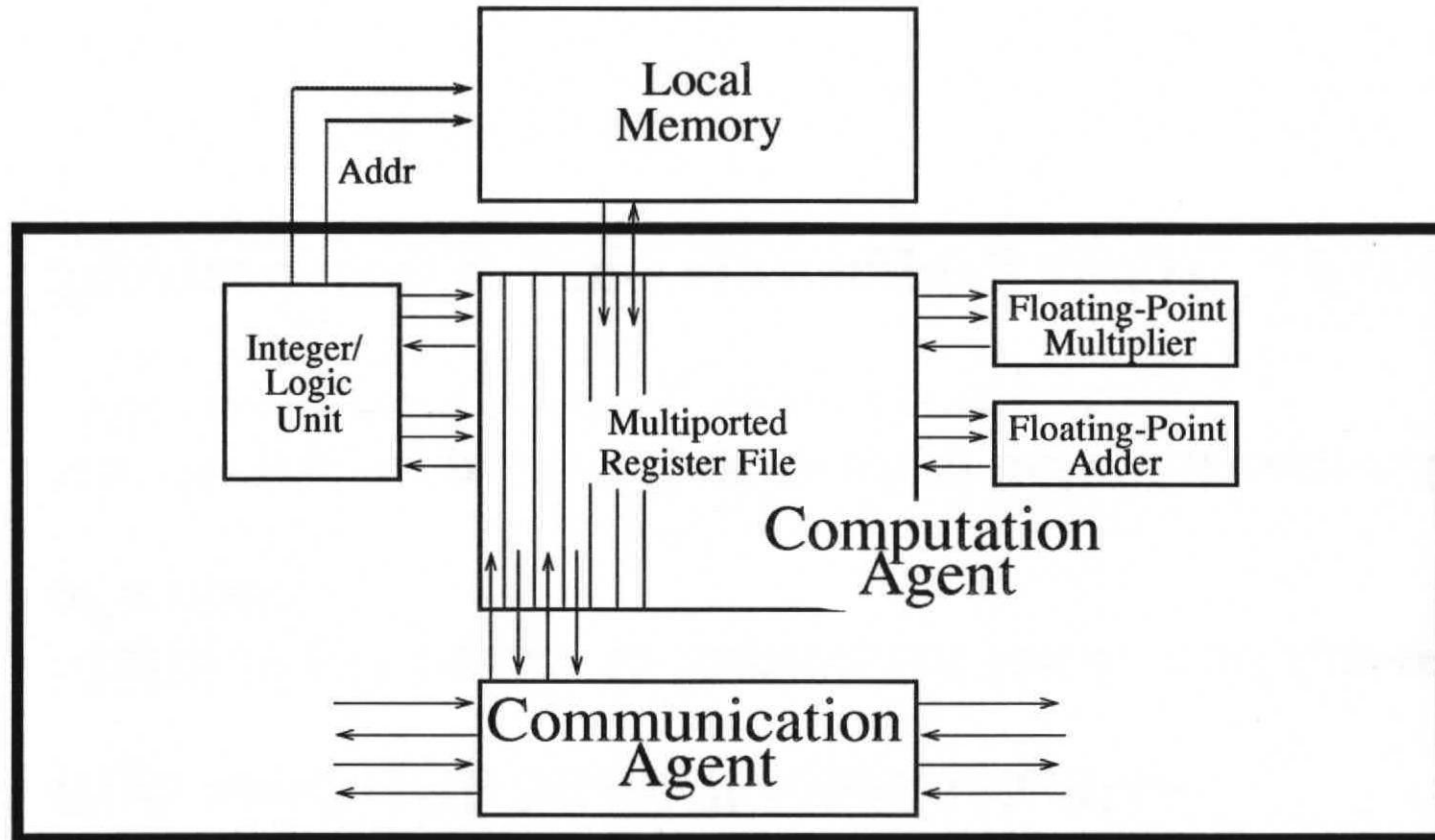 Local
Memory
Addr
Integer/
Logic
Unit
Multiported
Register File
Floating-Point
Multiplier
Floating-Point
Adder
Computation
Agent
Communication
Agent